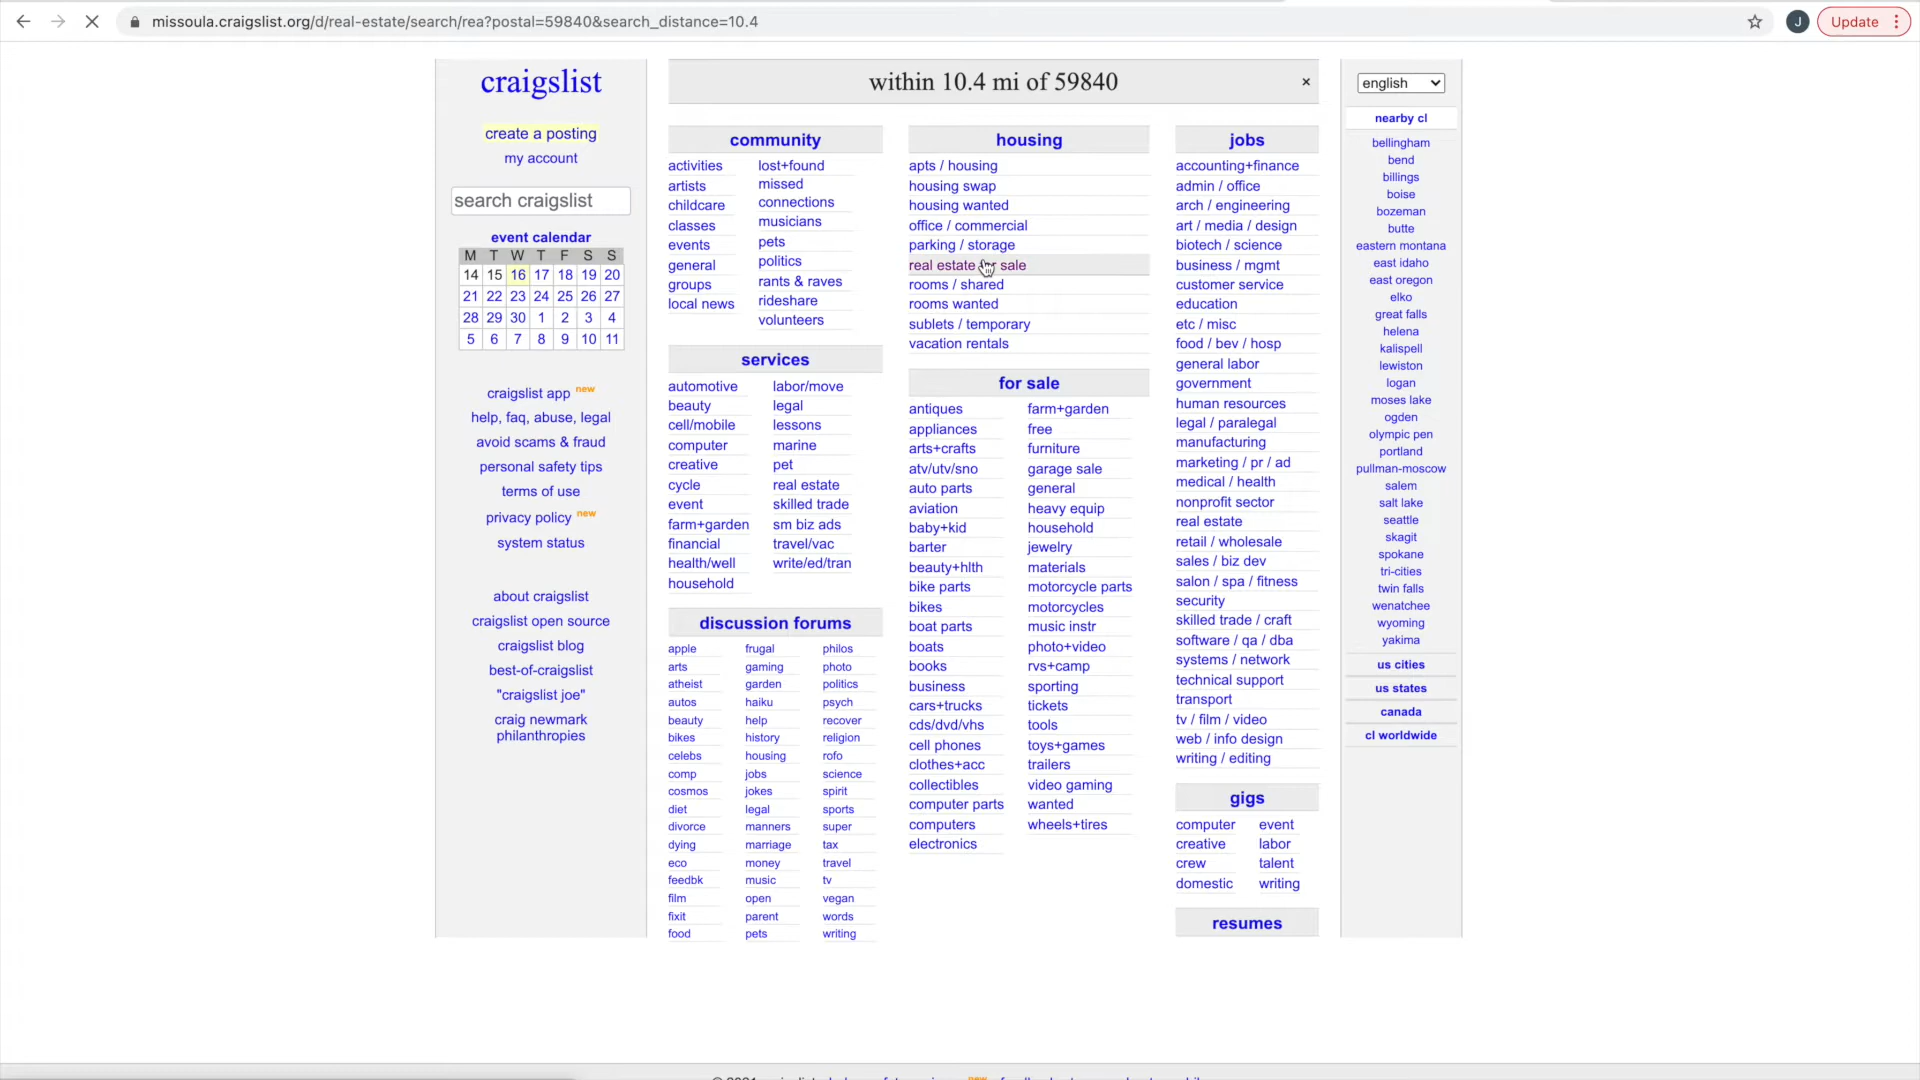 missoula.craigslist.org/d/real-estate/search/rea?postal=59840&search_distance=10.4
J
Update
craigslist
create a posting
my account
search craigslist
event calendar
M T W T F S S
14 15 16 17 18 19 20
21 22 23 24 25 26 27
28 29 30 1 2 3 4
5 6 7 8 9 10 11
craigslist app new
help, faq, abuse, legal
avoid scams & fraud
personal safety tips
terms of use
privacy policy new
system status
about craigslist
craigslist open source
craigslist blog
best-of-craigslist
"craigslist joe"
craig newmark
philanthropies
within 10.4 mi of 59840
×
community
activities
artists
childcare
classes
events
general
groups
local news
lost+found
missed
connections
musicians
pets
politics
rants & raves
rideshare
volunteers
services
automotive
beauty
cell/mobile
computer
creative
cycle
event
farm+garden
financial
health/well
household
labor/move
legal
lessons
marine
pet
real estate
skilled trade
sm biz ads
travel/vac
write/ed/tran
discussion forums
apple
arts
atheist
autos
beauty
bikes
celebs
comp
cosmos
diet
divorce
dying
eco
feedbk
film
fixit
food
frugal
gaming
garden
haiku
help
history
housing
jobs
jokes
legal
manners
marriage
money
music
open
parent
pets
philos
photo
politics
psych
recover
religion
rofo
science
spirit
sports
super
tax
travel
tv
vegan
words
writing
housing
apts / housing
housing swap
housing wanted
office / commercial
parking / storage
real estate for sale
rooms / shared
rooms wanted
sublets / temporary
vacation rentals
for sale
antiques
appliances
arts+crafts
atv/utv/sno
auto parts
aviation
baby+kid
barter
beauty+hlth
bike parts
bikes
boat parts
boats
books
business
cars+trucks
cds/dvd/vhs
cell phones
clothes+acc
collectibles
computer parts
computers
electronics
farm+garden
free
furniture
garage sale
general
heavy equip
household
jewelry
materials
motorcycle parts
motorcycles
music instr
photo+video
rvs+camp
sporting
tickets
tools
toys+games
trailers
video gaming
wanted
wheels+tires
jobs
accounting+finance
admin / office
arch / engineering
art / media / design
biotech / science
business / mgmt
customer service
education
etc / misc
food / bev / hosp
general labor
government
human resources
legal / paralegal
manufacturing
marketing / pr / ad
medical / health
nonprofit sector
real estate
retail / wholesale
sales / biz dev
salon / spa / fitness
security
skilled trade / craft
software / qa / dba
systems / network
technical support
transport
tv / film / video
web / info design
writing / editing
gigs
computer
creative
crew
domestic
event
labor
talent
writing
resumes
english
nearby cl
bellingham
bend
billings
boise
bozeman
butte
eastern montana
east idaho
east oregon
elko
great falls
helena
kalispell
lewiston
logan
moses lake
ogden
olympic pen
portland
pullman-moscow
salem
salt lake
seattle
skagit
spokane
tri-cities
twin falls
wenatchee
wyoming
yakima
us cities
us states
canada
cl worldwide